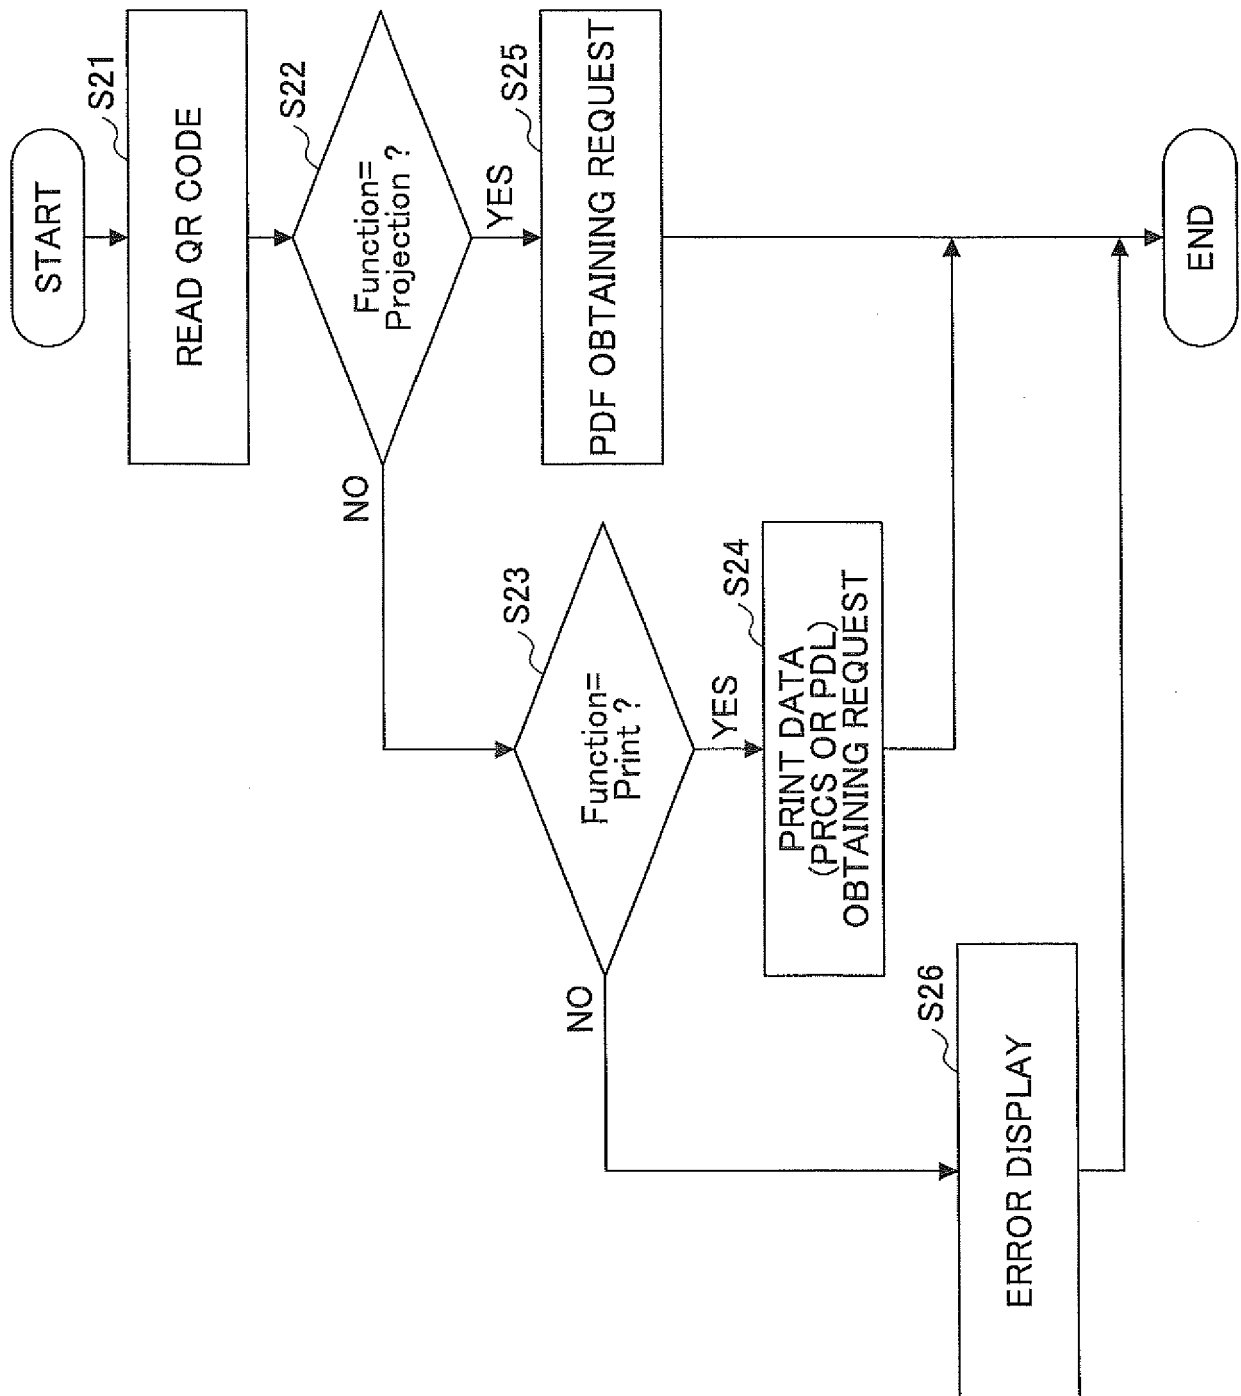 START
S21
READ QR CODE
S22
Function=
Projection ?
NO
YES
S25
PDF OBTAINING REQUEST
S23
Function=
Print ?
NO
YES
S24
PRINT DATA
(PRCS OR PDL)
OBTAINING REQUEST
S26
ERROR DISPLAY
END